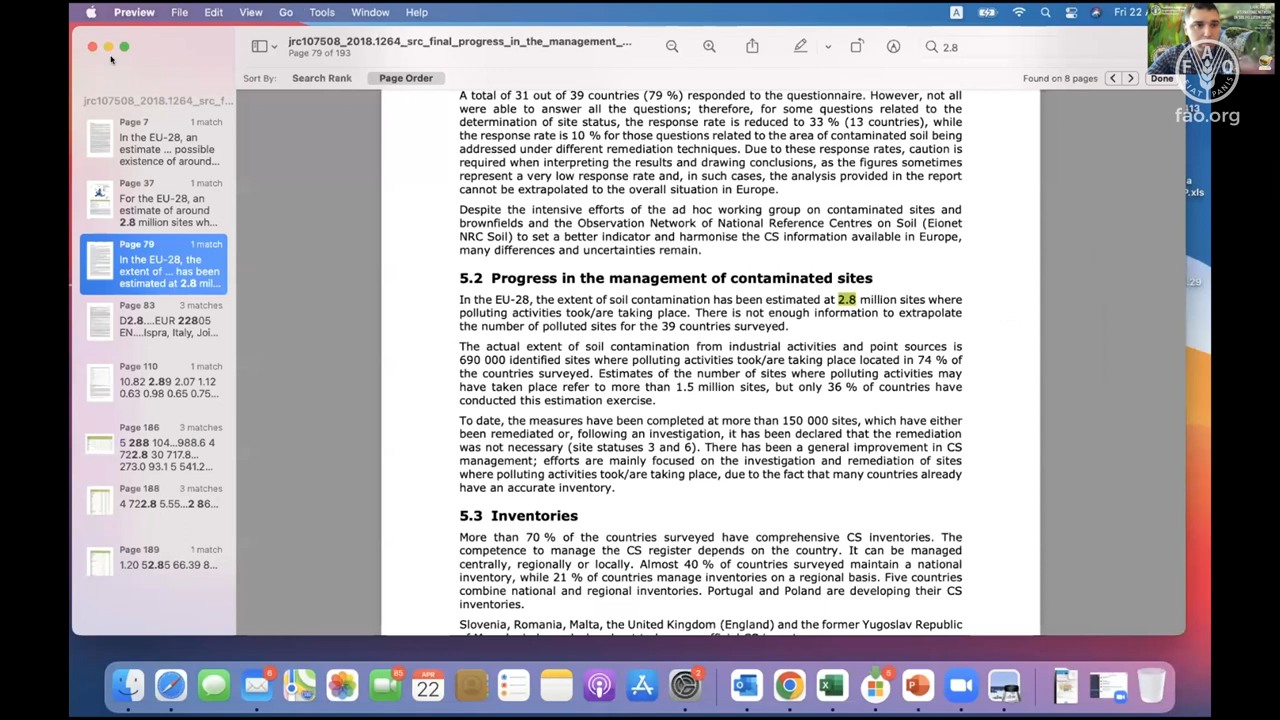 Preview File Edit View Go Tools Window Help
A
Fri 22
jrc107508_2018.1264_src_final_progress_in_the_management_...
Page 79 of 193
2.8
Sort By: Search Rank Page Order
Found on 8 pages
Done
FAO
FIAT PANIS
fao.org
jrc107508_2018.1264_src_f...
Page 7 1 match
In the EU-28, an
estimate ... possible
existence of around...
Page 37 1 match
For the EU-28, an
estimate of around
2.8 million sites wh...
Page 79 1 match
In the EU-28, the
extent of ... has been
estimated at 2.8 mil...
Page 83 3 matches
D2.8....EUR 22805
EN....Ispra, Italy, Joi...
Page 110 1 match
10.82 2.89 2.07 1.12
0.63 0.98 0.65 0.75...
Page 186 3 matches
5 288 104...988.6 4
722.8 30 717.8...
273.0 93.1 5 541.2...
Page 188 3 matches
4 722.8 5.55...2 86...
Page 189 1 match
1.20 52.85 66.39 8...
A total of 31 out of 39 countries (79 %) responded to the questionnaire. However, not all
were able to answer all the questions; therefore, for some questions related to the
determination of site status, the response rate is reduced to 33 % (13 countries), while
the response rate is 10 % for those questions related to the area of contaminated soil being
addressed under different remediation techniques. Due to these response rates, caution is
required when interpreting the results and drawing conclusions, as the figures sometimes
represent a very low response rate and, in such cases, the analysis provided in the report
cannot be extrapolated to the overall situation in Europe.
Despite the intensive efforts of the ad hoc working group on contaminated sites and
brownfields and the Observation Network of National Reference Centres on Soil (Eionet
NRC Soil) to set a better indicator and harmonise the CS information available in Europe,
many differences and uncertainties remain.
5.2 Progress in the management of contaminated sites
In the EU-28, the extent of soil contamination has been estimated at 2.8 million sites where
polluting activities took/are taking place. There is not enough information to extrapolate
the number of polluted sites for the 39 countries surveyed.
The actual extent of soil contamination from industrial activities and point sources is
690 000 identified sites where polluting activities took/are taking place located in 74 % of
the countries surveyed. Estimates of the number of sites where polluting activities may
have taken place refer to more than 1.5 million sites, but only 36 % of countries have
conducted this estimation exercise.
To date, the measures have been completed at more than 150 000 sites, which have either
been remediated or, following an investigation, it has been declared that the remediation
was not necessary (site statuses 3 and 6). There has been a general improvement in CS
management; efforts are mainly focused on the investigation and remediation of sites
where polluting activities took/are taking place, due to the fact that many countries already
have an accurate inventory.
5.3 Inventories
More than 70 % of the countries surveyed have comprehensive CS inventories. The
competence to manage the CS register depends on the country. It can be managed
centrally, regionally or locally. Almost 40 % of countries surveyed maintain a national
inventory, while 21 % of countries manage inventories on a regional basis. Five countries
combine national and regional inventories. Portugal and Poland are developing their CS
inventories.
Slovenia, Romania, Malta, the United Kingdom (England) and the former Yugoslav Republic
a
P.xls
.29
6
85
APR
22
2
6